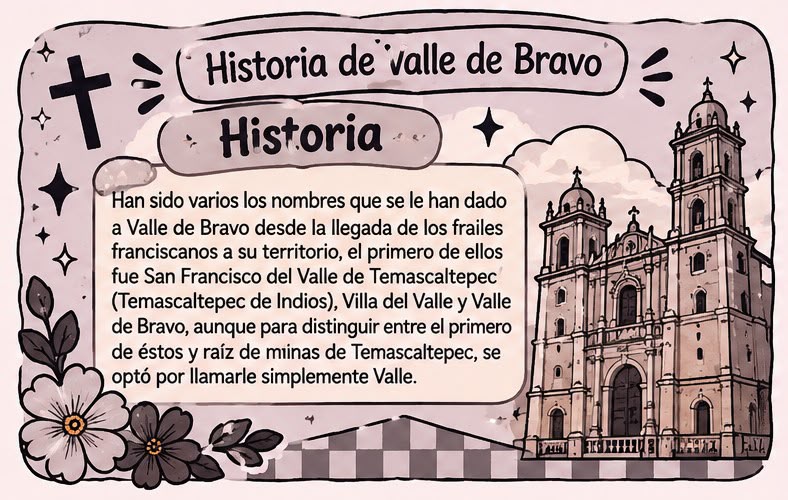 Historia de Valle de Bravo
Historia
Han sido varios los nombres que se le han dado
a Valle de Bravo desde la llegada de los frailes
franciscanos a su territorio, el primero de ellos
fue San Francisco del Valle de Temascaltepec
(Temascaltepec de Indios), Villa del Valle y Valle
de Bravo, aunque para distinguir entre el primero
de éstos y raíz de minas de Temascaltepec, se
optó por llamarle simplemente Valle.